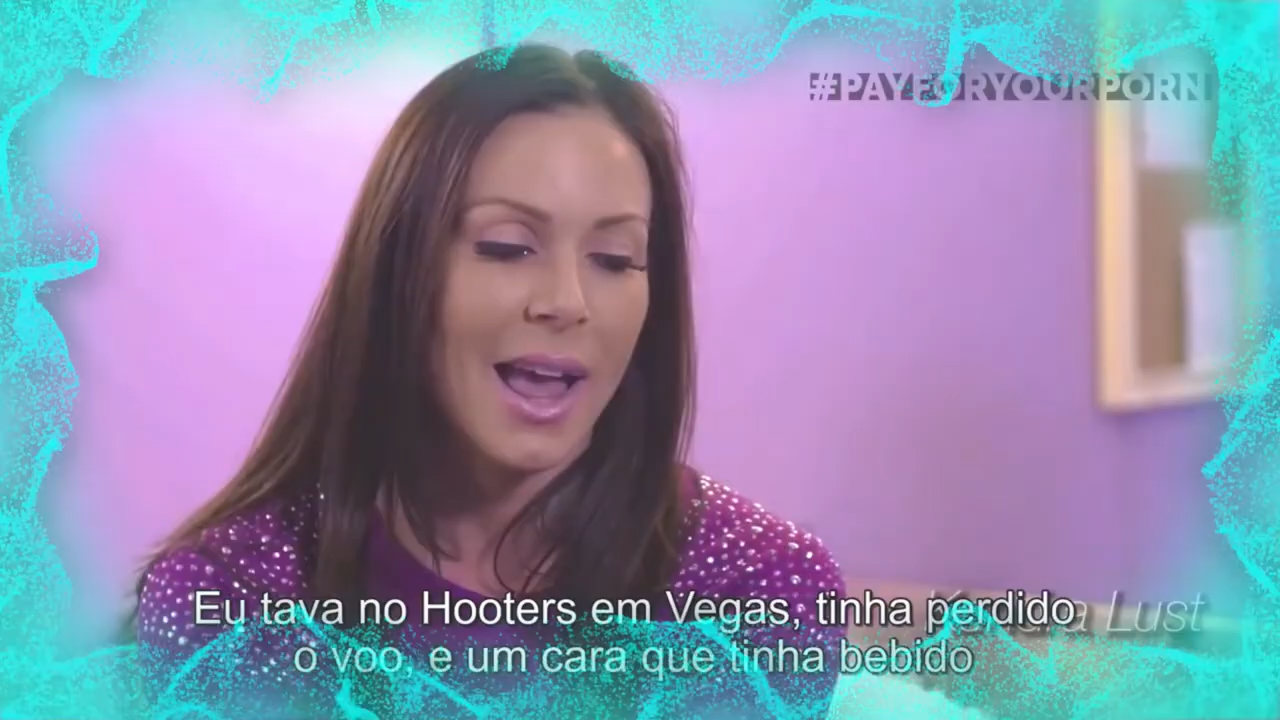 #PAYFORYOURPORN
Eu tava no Hooters em Vegas, tinha perdido
o voo, e um cara que tinha bebido
Lust